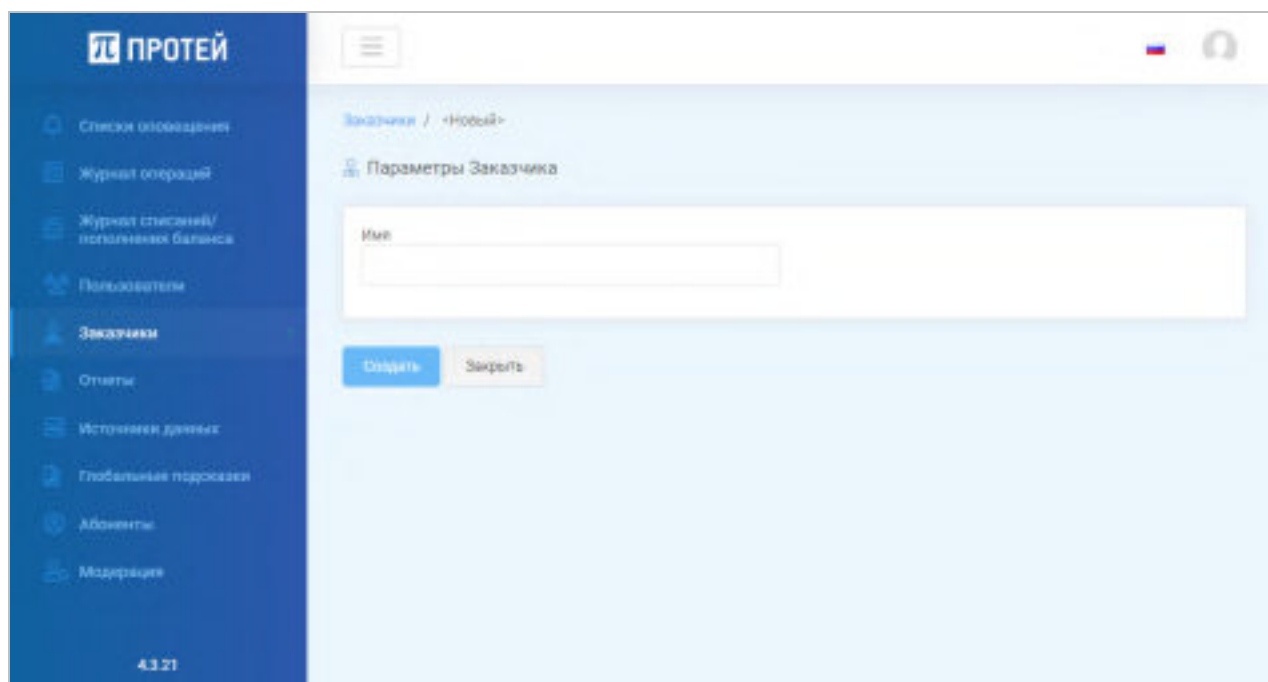 ПРОТЕЙ
Списки оповещения
Журнал операций
Журнал списаний/
пополнения баланса
Пользователи
Заказчики
Отчеты
Источники данных
Глобальные подсказки
Абоненты
Модерация
4.3.21
Заказчики / <Новый>
Параметры Заказчика
Имя
Создать
Закрыть